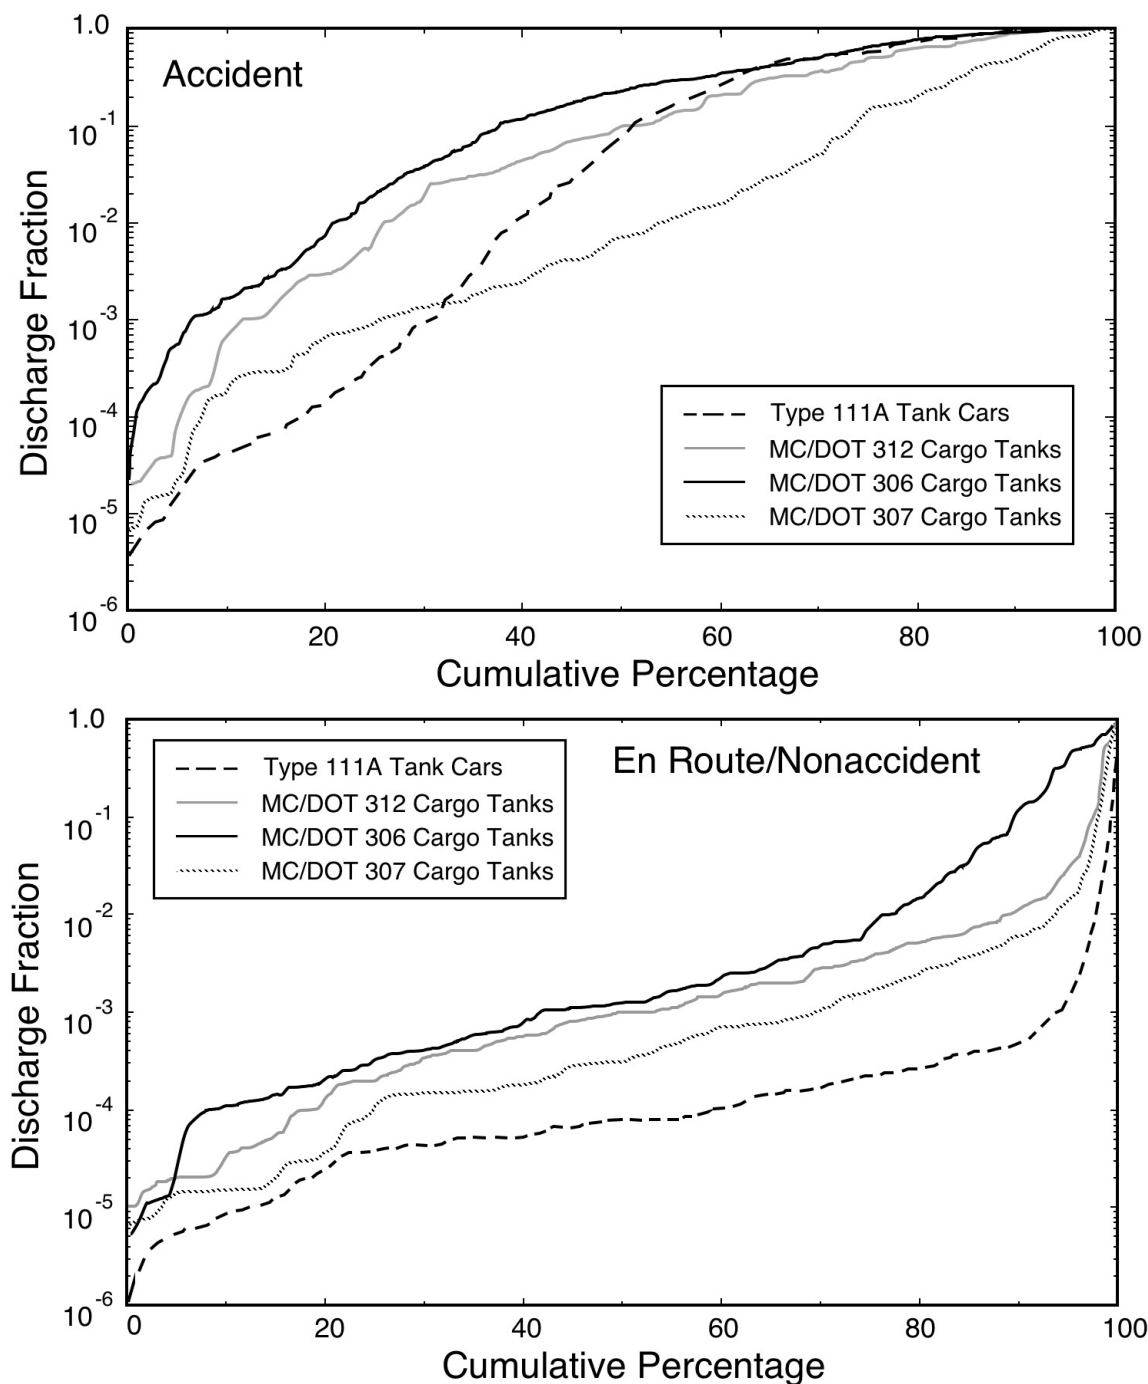 Accident
Discharge Fraction
1.0
10-1
10-2
10-3
10-4
10-5
10-6
Type 111A Tank Cars
MC/DOT 312 Cargo Tanks
MC/DOT 306 Cargo Tanks
MC/DOT 307 Cargo Tanks
0 20 40 60 80 100
Cumulative Percentage
En Route/Nonaccident
Discharge Fraction
1.0
10-1
10-2
10-3
10-4
10-5
10-6
Type 111A Tank Cars
MC/DOT 312 Cargo Tanks
MC/DOT 306 Cargo Tanks
MC/DOT 307 Cargo Tanks
0 20 40 60 80 100
Cumulative Percentage